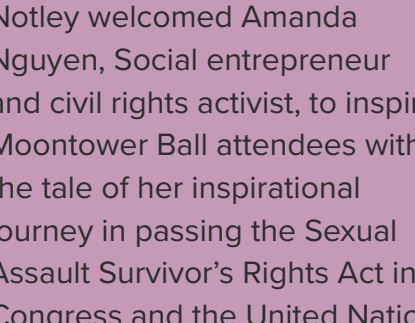 Notley welcomed Amanda
Nguyen, Social entrepreneur
and civil rights activist, to inspir
Moontower Ball attendees with
the tale of her inspirational
journey in passing the Sexual
Assault Survivor’s Rights Act in
Congress and the United Natio